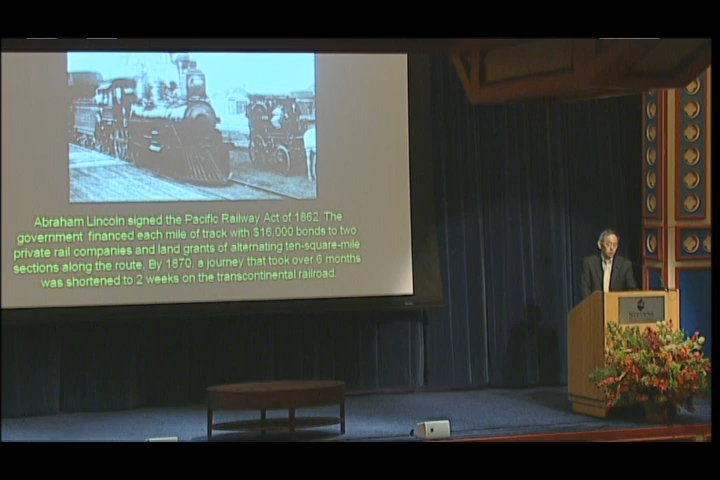 Abraham Lincoln signed the Pacific Railway Act of 1862. The
government financed each mile of track with $16,000 bonds to two
private rail companies and land grants of alternating ten-square-mile
sections along the route. By 1870, a journey that took over 6 months
was shortened to 2 weeks on the transcontinental railroad.
STEVENS